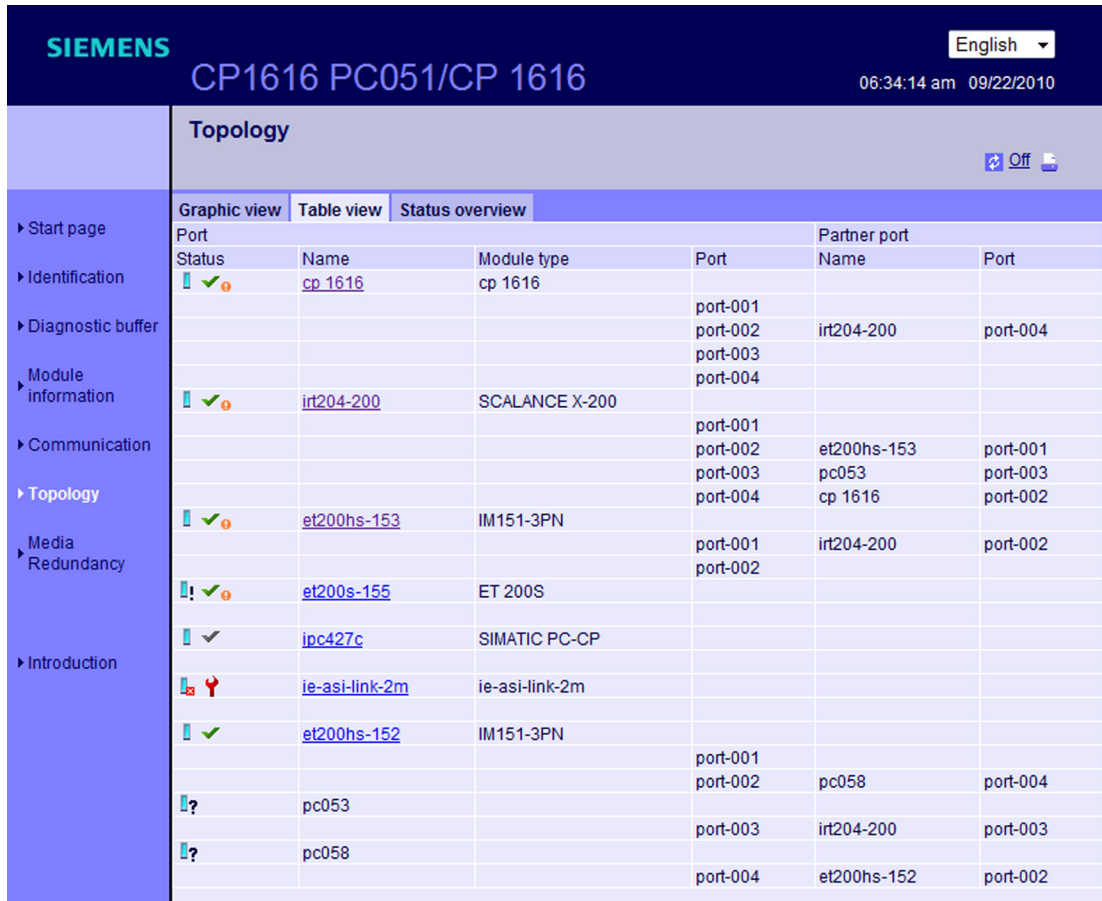 SIEMENS
English
CP1616 PC051/CP 1616
06:34:14 am 09/22/2010
Topology
Off
Graphic view Table view Status overview
Port Partner port
Status Name Module type Port Name Port
cp 1616 cp 1616
port-001
port-002 irt204-200 port-004
port-003
port-004
irt204-200 SCALANCE X-200
port-001
port-002 et200hs-153 port-001
port-003 pc053 port-003
port-004 cp 1616 port-002
et200hs-153 IM151-3PN
port-001 irt204-200 port-002
port-002
et200s-155 ET 200S
ipc427c SIMATIC PC-CP
ie-asi-link-2m ie-asi-link-2m
et200hs-152 IM151-3PN
port-001
port-002 pc058 port-004
pc053
port-003 irt204-200 port-003
pc058
port-004 et200hs-152 port-002
Start page
Identification
Diagnostic buffer
Module
information
Communication
Topology
Media
Redundancy
Introduction